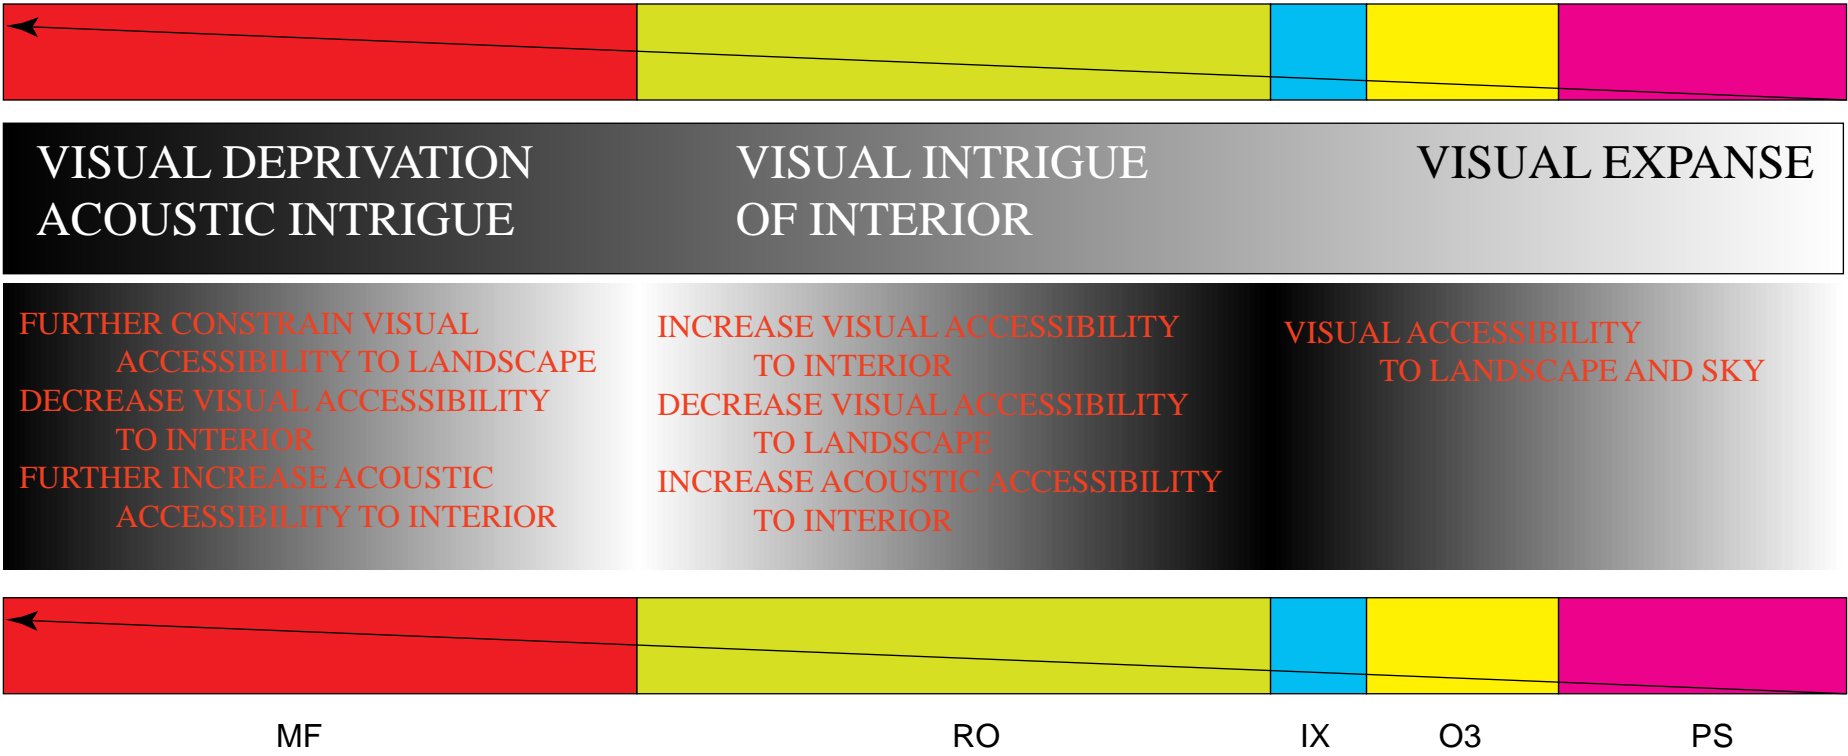 VISUAL DEPRIVATION
ACOUSTIC INTRIGUE
VISUAL INTRIGUE
OF INTERIOR
VISUAL EXPANSE
FURTHER CONSTRAIN VISUAL
ACCESSIBILITY TO LANDSCAPE
DECREASE VISUAL ACCESSIBILITY
TO INTERIOR
FURTHER INCREASE ACOUSTIC
ACCESSIBILITY TO INTERIOR
INCREASE VISUAL ACCESSIBILITY
TO INTERIOR
DECREASE VISUAL ACCESSIBILITY
TO LANDSCAPE
INCREASE ACOUSTIC ACCESSIBILITY
TO INTERIOR
VISUAL ACCESSIBILITY
TO LANDSCAPE AND SKY
MF RO IX O3 PS